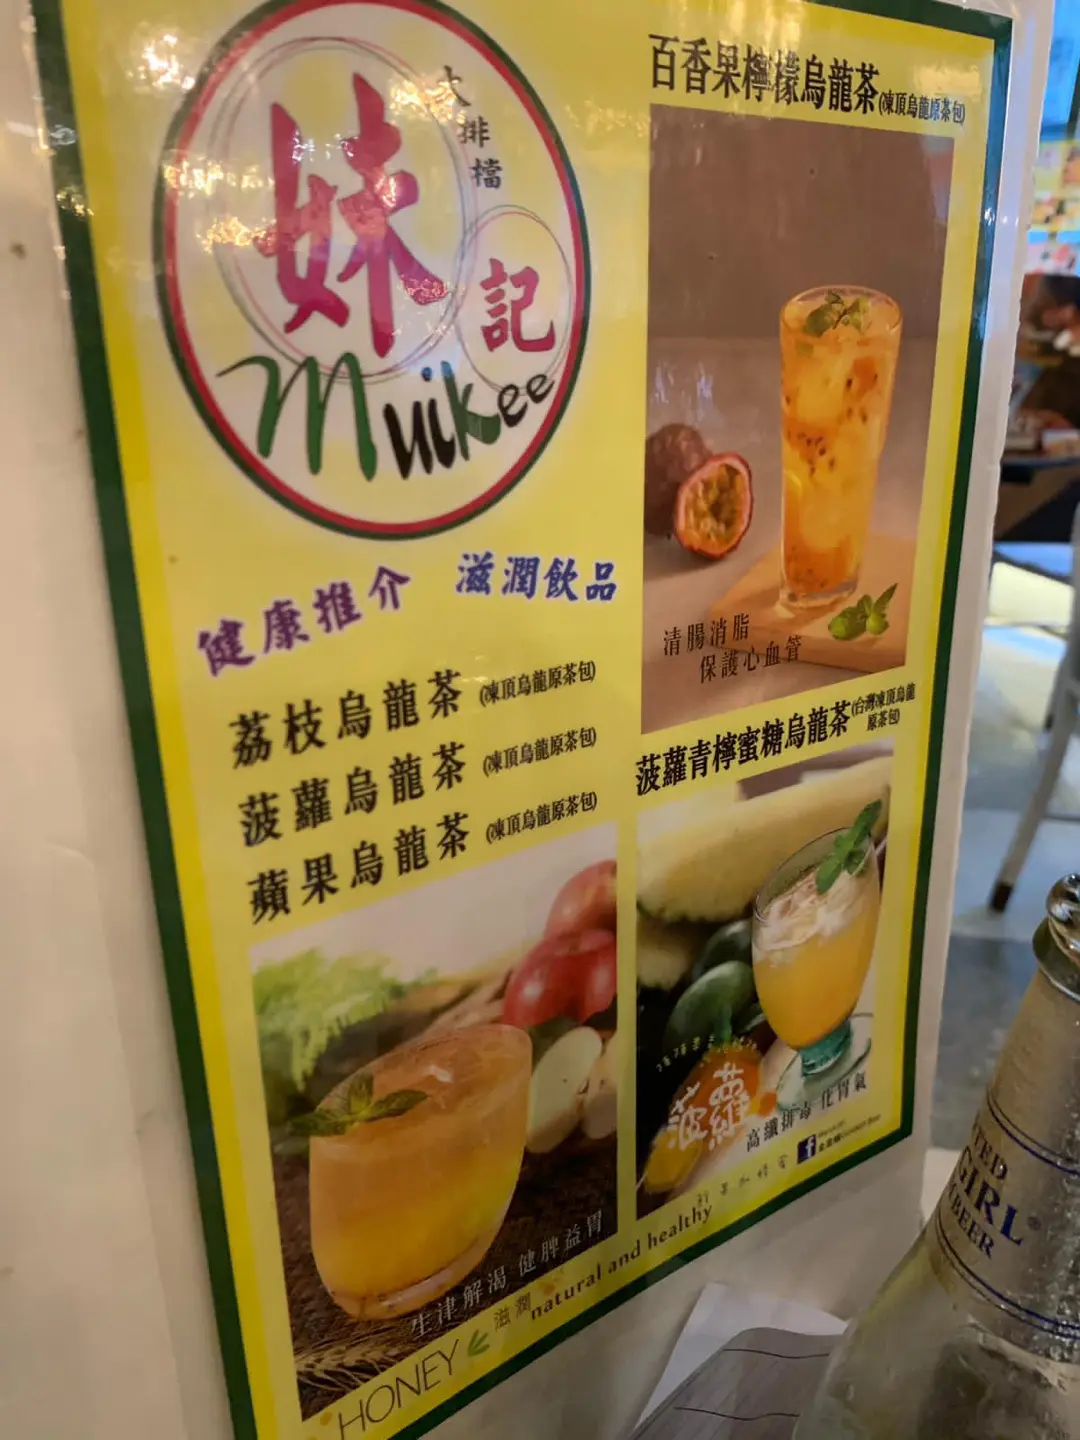 大排檔
妹記
Muikee
健康推介 滋潤飲品
荔枝烏龍茶 (凍頂烏龍原茶包)
菠蘿烏龍茶 (凍頂烏龍原茶包)
蘋果烏龍茶 (凍頂烏龍原茶包)
生津解渴 健脾益胃
HONEY 滋潤
natural and healthy
百香果檸檬烏龍茶 (凍頂烏龍原茶包)
清腸消脂
保護心血管
菠蘿青檸蜜糖烏龍茶 (台灣凍頂烏龍
原茶包)
菠蘿
高纖排毒 化胃氣
f
GIRL
BEER